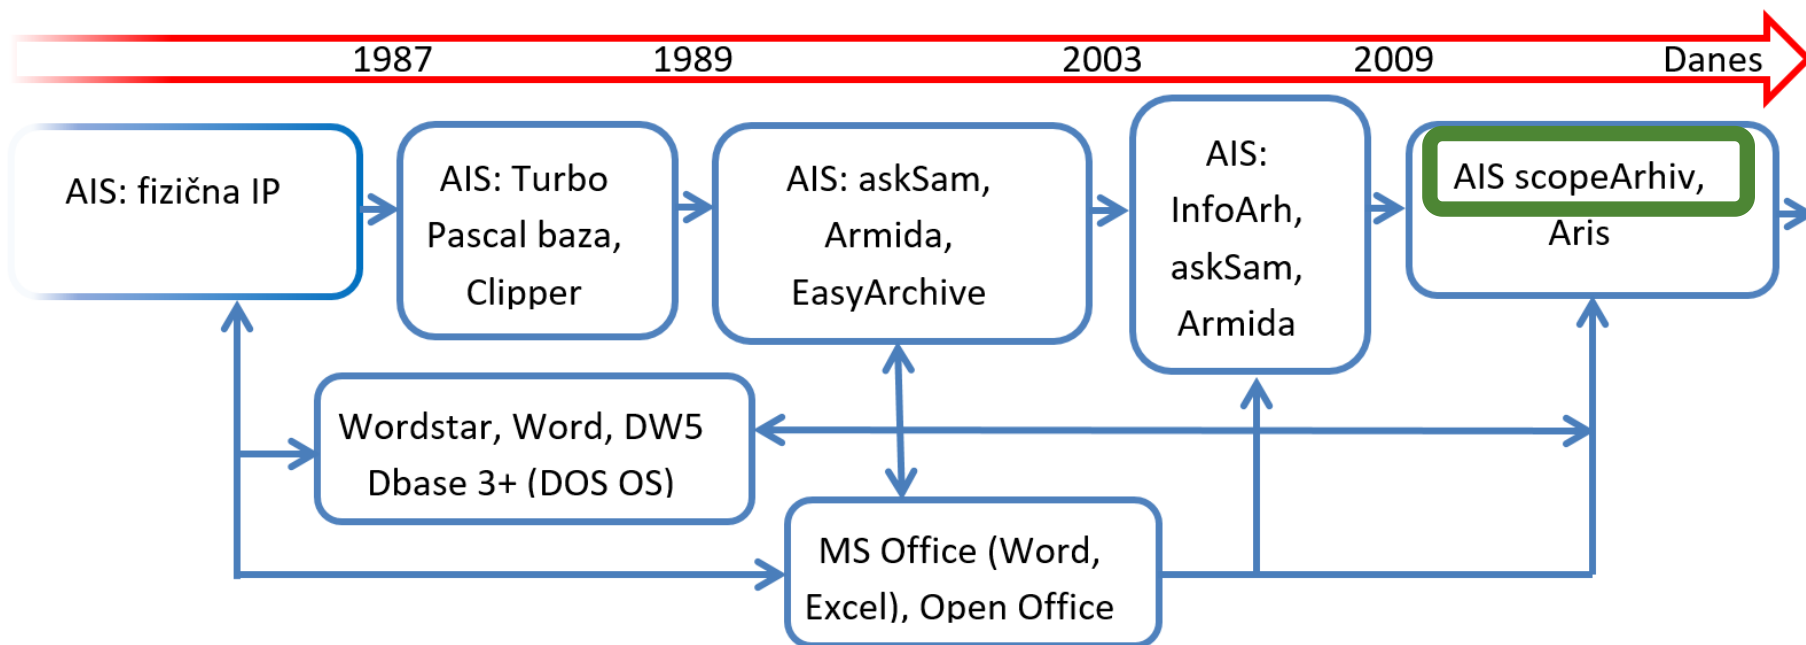 1987
1989
2003
2009
Danes
AIS: fizična IP
AIS: Turbo
Pascal baza,
Clipper
AIS: askSam,
Armida,
EasyArchive
AIS:
InfoArh,
askSam,
Armida
AIS scopeArhiv,
Aris
Wordstar, Word, DW5
Dbase 3+ (DOS OS)
MS Office (Word,
Excel), Open Office